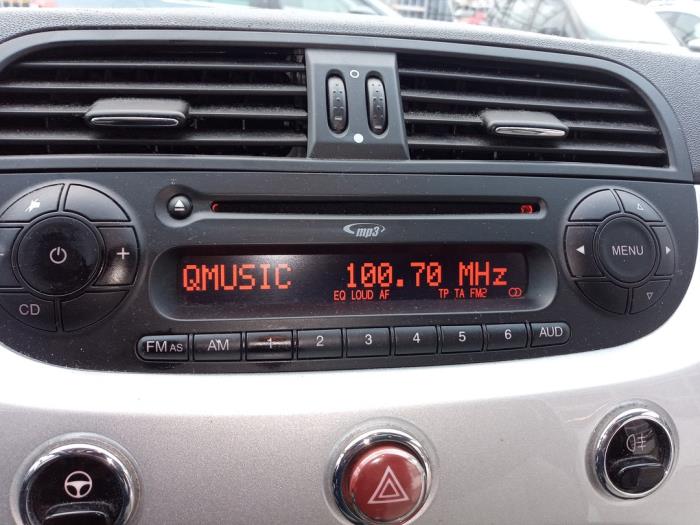 mp3
QMUSIC 100.70 MHz
EQ LOUD AF TP TA FM2
+ MENU
CD
FM AS AM 1 2 3 4 5 6 AUD